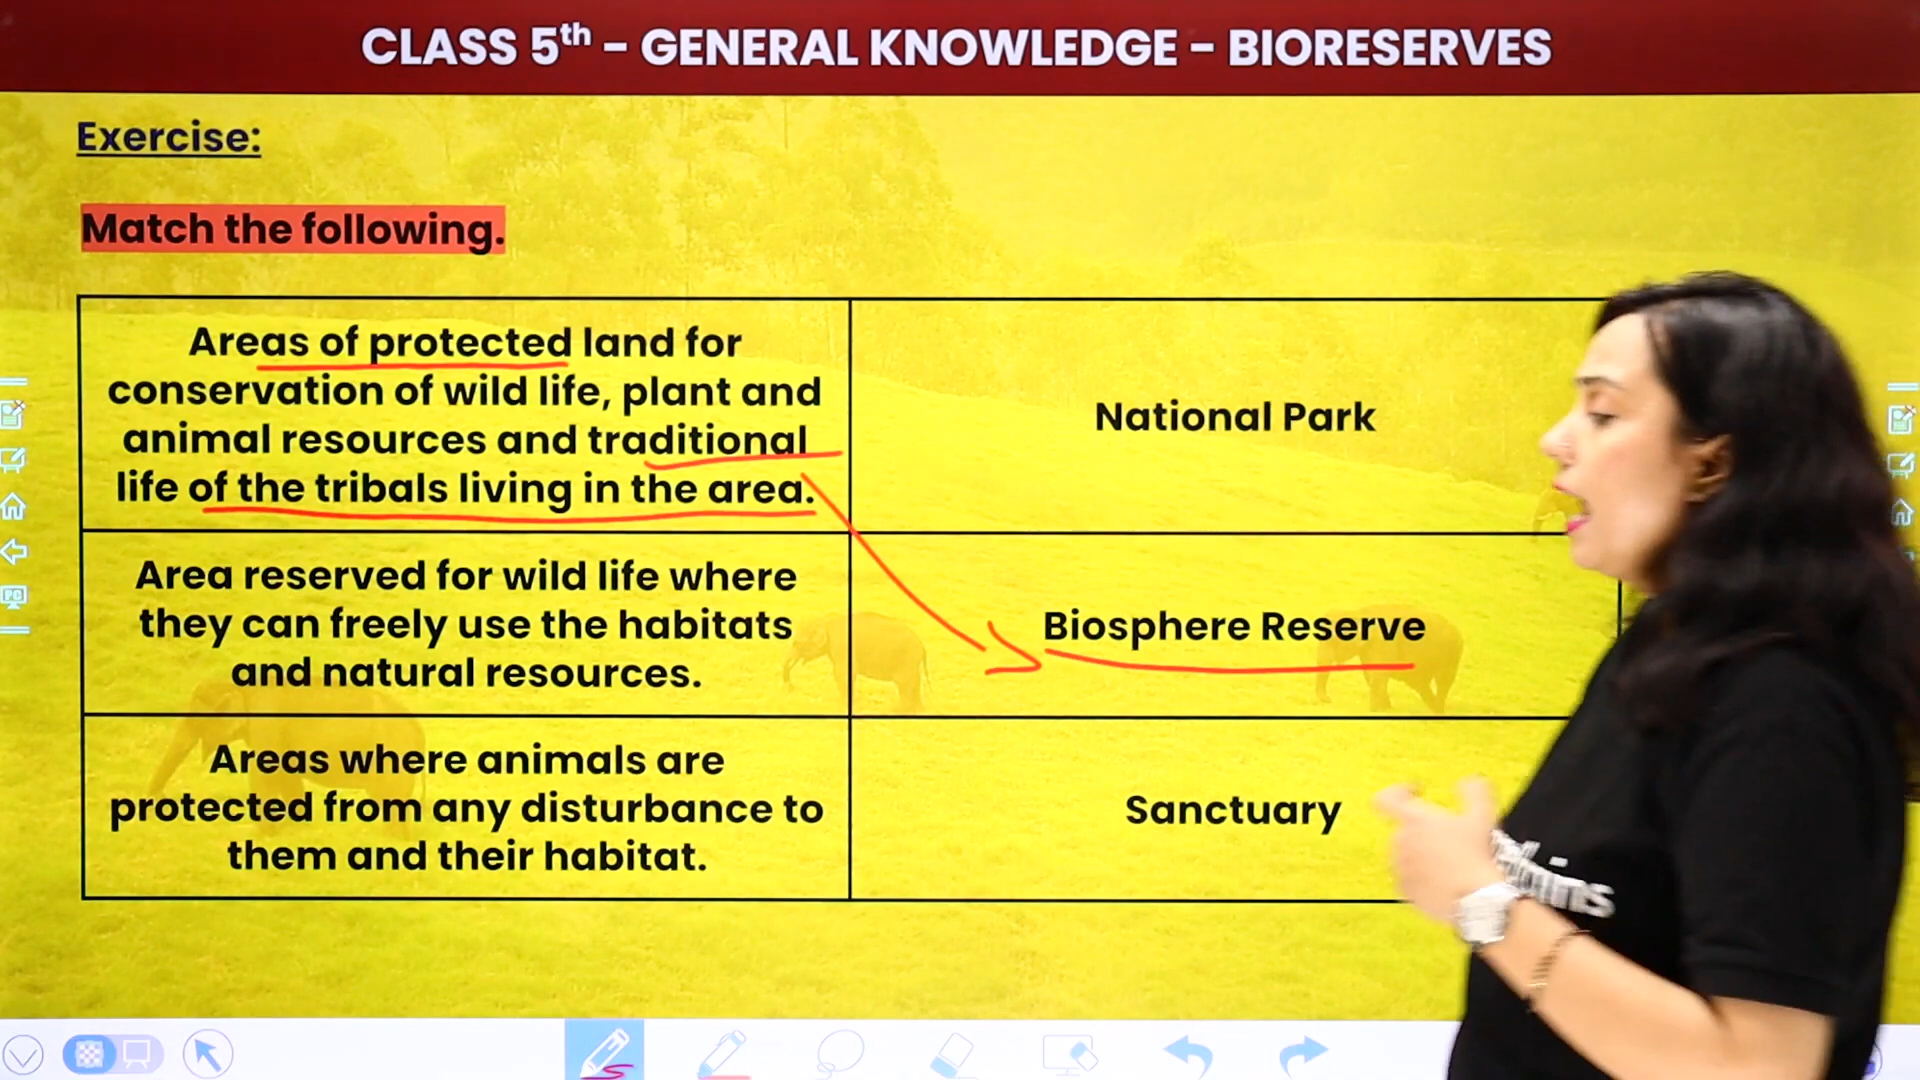 CLASS 5th - GENERAL KNOWLEDGE - BIORESERVES
Exercise:
Match the following.
Areas of protected land for
conservation of wild life, plant and
animal resources and traditional
life of the tribals living in the area.
National Park
Area reserved for wild life where
they can freely use the habitats
and natural resources.
Biosphere Reserve
Areas where animals are
protected from any disturbance to
them and their habitat.
Sanctuary
PC